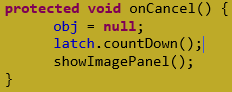 protected void onCancel() {
obj = null;
latch.countDown();
showImagePanel();
}